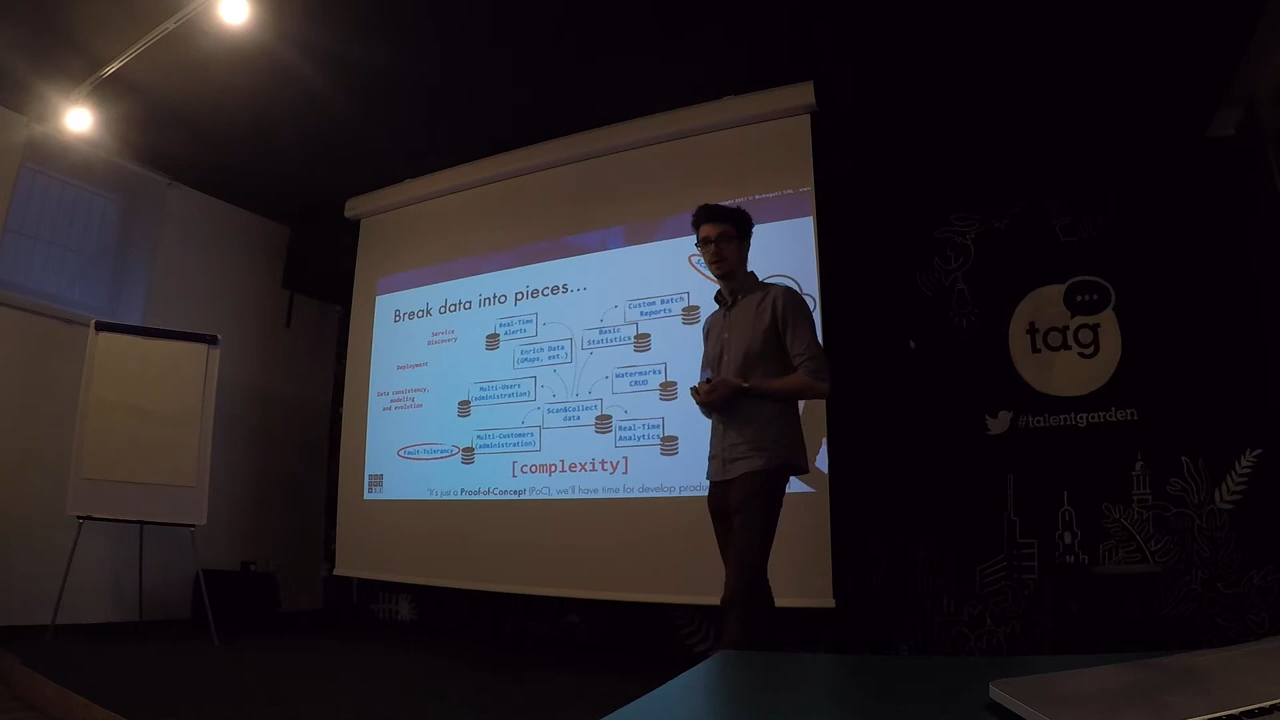 Break data into pieces...
Service
Discovery
Deployment
Data consistency,
modeling
and evolution
Fault-Tolerancy
Real-Time
Alerts
Enrich Data
(GMaps, ext.)
Custom Batch
Reports
Basic
Statistics
Multi-Users
(administration)
Watermarks
CRUD
Scan&Collect
data
Multi-Customers
(administration)
Real-Time
Analytics
[complexity]
"It's just a Proof-of-Concept (PoC), we'll have time for develop
tag
#talentgarden